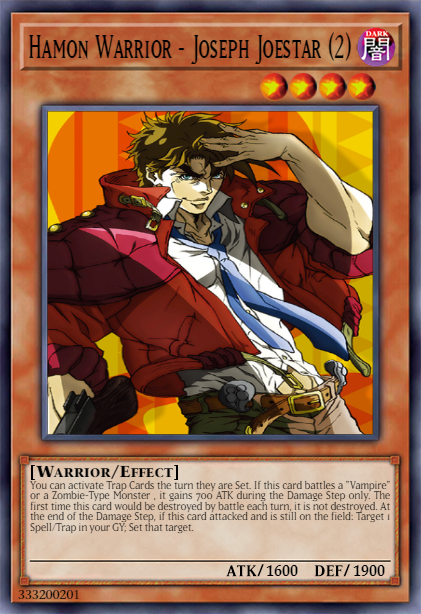 Hamon Warrior - Joseph Joestar (2)
DARK
闇
[Warrior/Effect]
You can activate Trap Cards the turn they are Set. If this card battles a "Vampire"
or a Zombie-Type Monster , it gains 700 ATK during the Damage Step only. The
first time this card would be destroyed by battle each turn, it is not destroyed. At
the end of the Damage Step, if this card attacked and is still on the field: Target 1
Spell/Trap in your GY; Set that target.
ATK/1600 DEF/1900
333200201